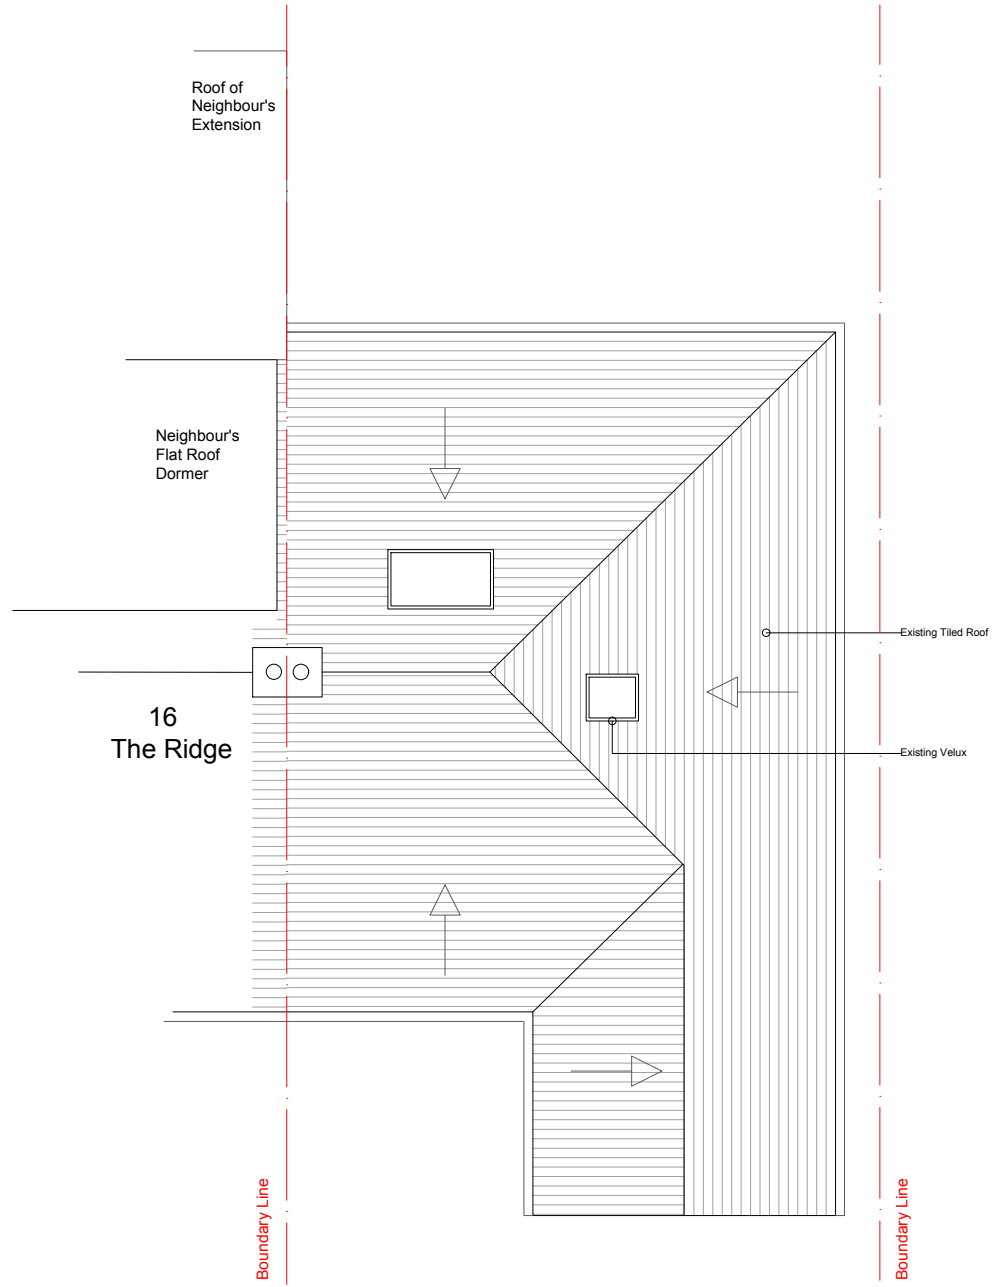 Roof of
Neighbour's
Extension
Neighbour's
Flat Roof
Dormer
Existing Tiled Roof
16
The Ridge
Existing Velux
Boundary Line
Boundary Line